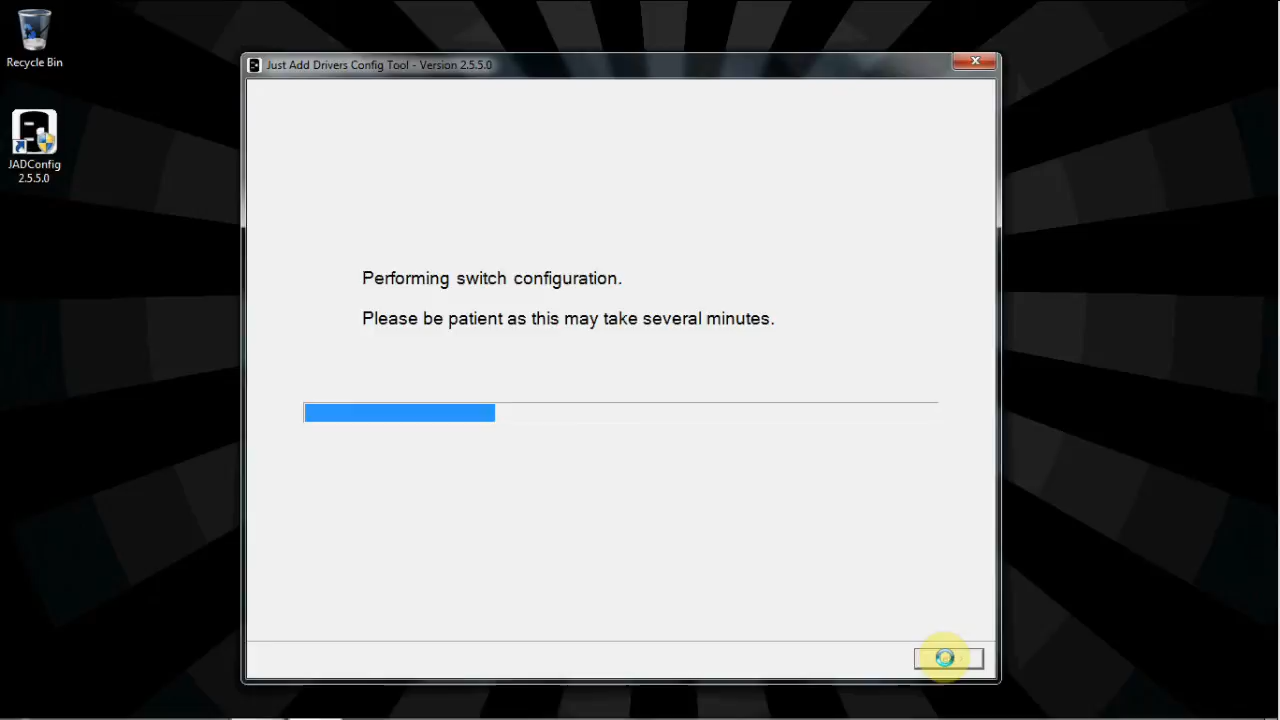 Recycle Bin
JADConfig
2.5.5.0
Just Add Drivers Config Tool - Version 2.5.5.0
Performing switch configuration.
Please be patient as this may take several minutes.